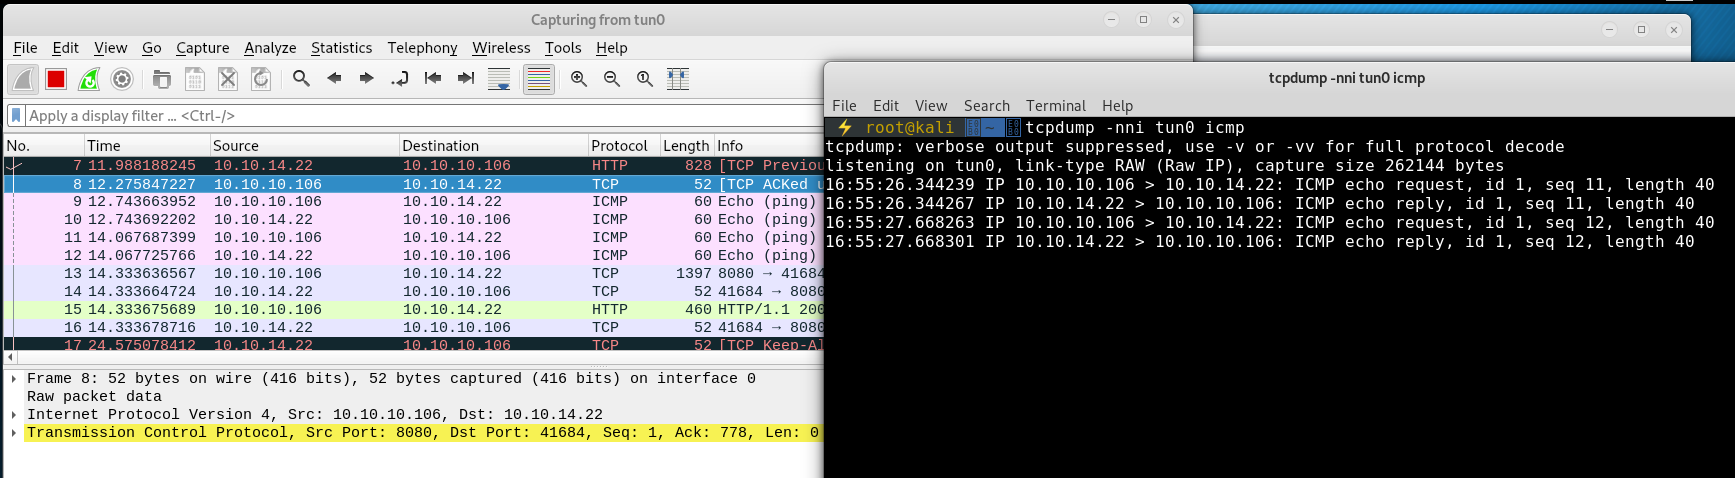 Capturing from tun0
File Edit View Go Capture Analyze Statistics Telephony Wireless Tools Help
Apply a display filter ... <Ctrl-/>
No. Time Source Destination Protocol Length Info
7 11.988188245 10.10.14.22 10.10.10.106 HTTP 828 [TCP Previou
8 12.275847227 10.10.10.106 10.10.14.22 TCP 52 [TCP ACKed u
9 12.743663952 10.10.10.106 10.10.14.22 ICMP 60 Echo (ping)
10 12.743692202 10.10.14.22 10.10.10.106 ICMP 60 Echo (ping)
11 14.067687399 10.10.10.106 10.10.14.22 ICMP 60 Echo (ping)
12 14.067725766 10.10.14.22 10.10.10.106 ICMP 60 Echo (ping)
13 14.333636567 10.10.10.106 10.10.14.22 TCP 1397 8080 → 41684
14 14.333664724 10.10.14.22 10.10.10.106 TCP 52 41684 → 8080
15 14.333675689 10.10.10.106 10.10.14.22 HTTP 460 HTTP/1.1 200
16 14.333678716 10.10.14.22 10.10.10.106 TCP 52 41684 → 8080
17 24.575078412 10.10.14.22 10.10.10.106 TCP 52 [TCP Keep-Al
Frame 8: 52 bytes on wire (416 bits), 52 bytes captured (416 bits) on interface 0
Raw packet data
Internet Protocol Version 4, Src: 10.10.10.106, Dst: 10.10.14.22
Transmission Control Protocol, Src Port: 8080, Dst Port: 41684, Seq: 1, Ack: 778, Len: 0
tcpdump -nni tun0 icmp
File Edit View Search Terminal Help
root@kali ~ tcpdump -nni tun0 icmp
tcpdump: verbose output suppressed, use -v or -vv for full protocol decode
listening on tun0, link-type RAW (Raw IP), capture size 262144 bytes
16:55:26.344239 IP 10.10.10.106 > 10.10.14.22: ICMP echo request, id 1, seq 11, length 40
16:55:26.344267 IP 10.10.14.22 > 10.10.10.106: ICMP echo reply, id 1, seq 11, length 40
16:55:27.668263 IP 10.10.10.106 > 10.10.14.22: ICMP echo request, id 1, seq 12, length 40
16:55:27.668301 IP 10.10.14.22 > 10.10.10.106: ICMP echo reply, id 1, seq 12, length 40